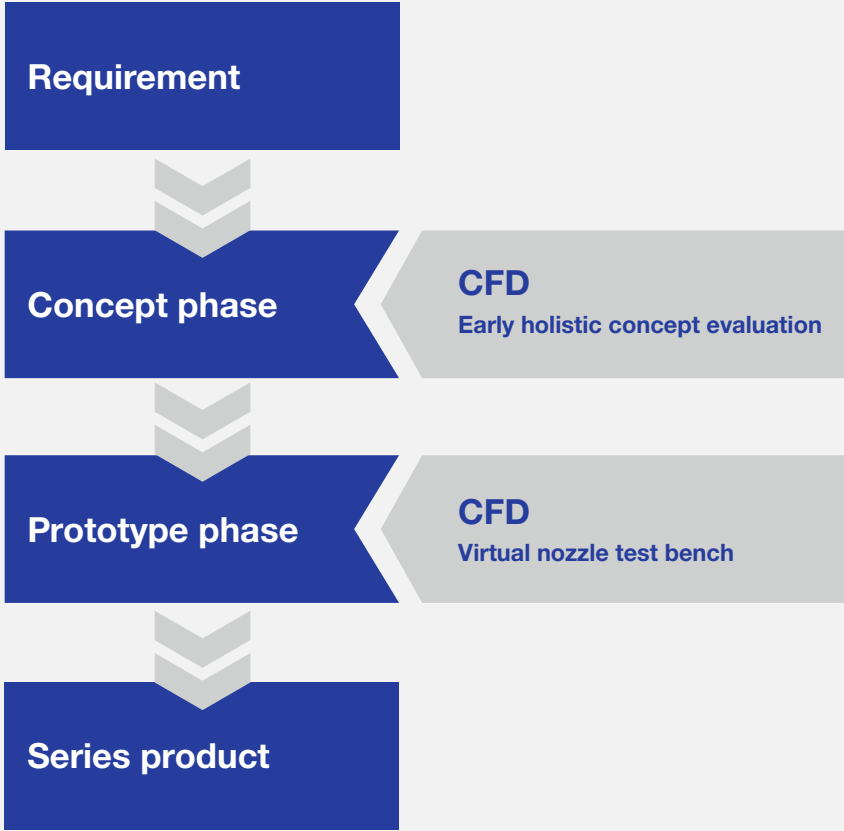 Requirement
Concept phase
CFD
Early holistic concept evaluation
Prototype phase
CFD
Virtual nozzle test bench
Series product